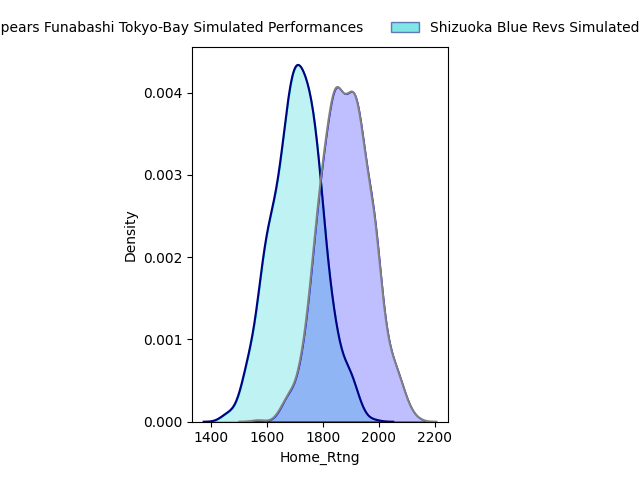 pears Funabashi Tokyo-Bay Simulated Performances Shizuoka Blue Revs Simulated
0.004
0.003
0.002
0.001
0.000
Density
1400 1600 1800 2000 2200
Home_Rtng